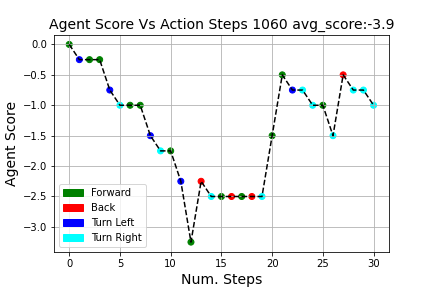 Agent Score Vs Action Steps 1060 avg_score:-3.9
Agent Score
0.0
−0.5
−1.0
−1.5
−2.0
−2.5
−3.0
Forward
Back
Turn Left
Turn Right
0 5 10 15 20 25 30
Num. Steps